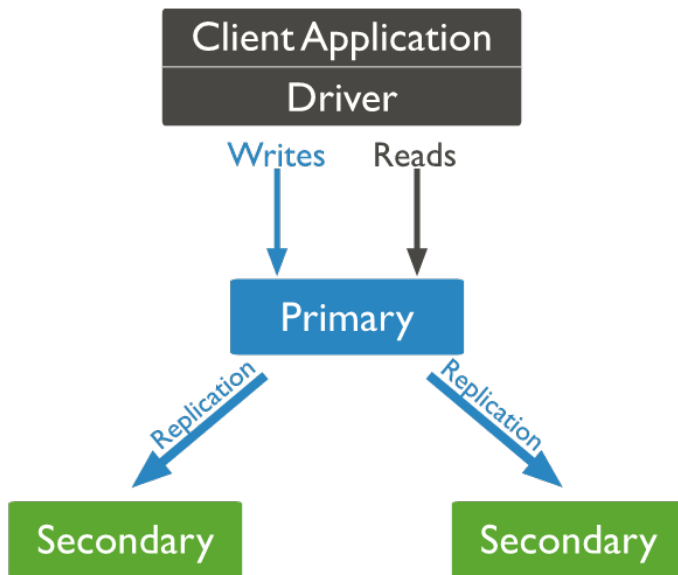 Client Application
Driver
Writes
Reads
Primary
Replication
Replication
Secondary
Secondary